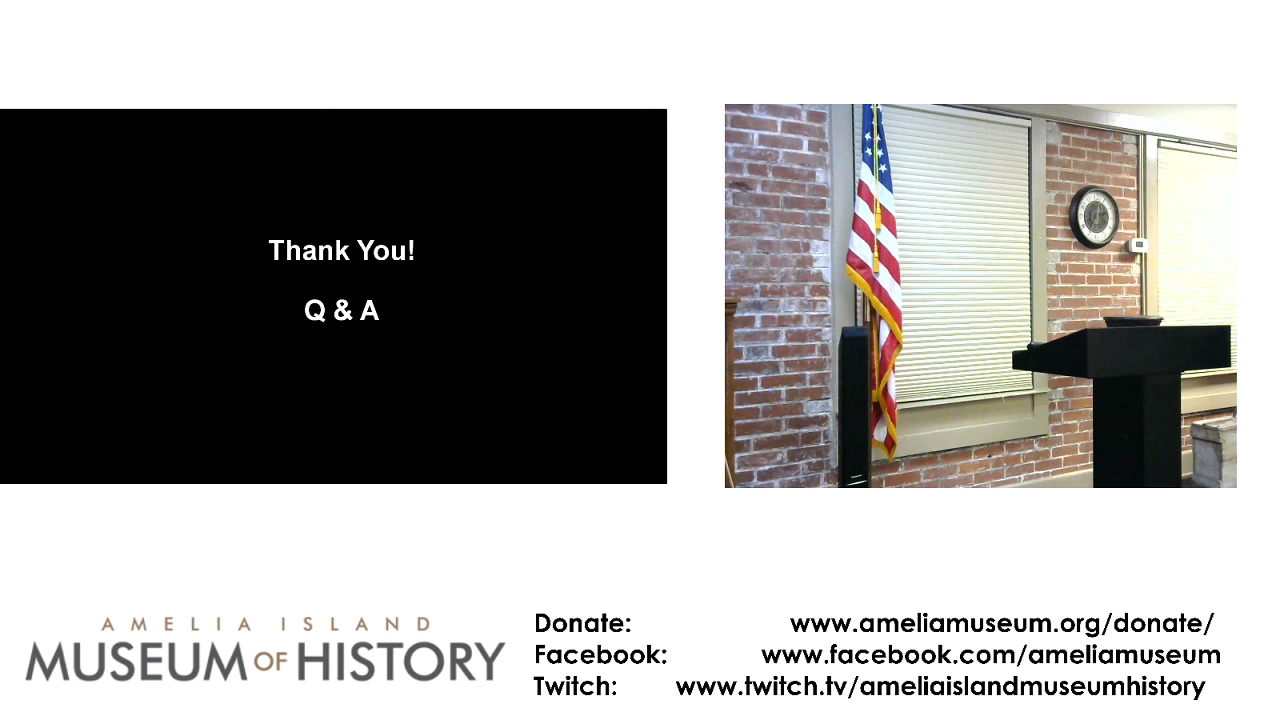 Thank You!
Q & A
AMELIA ISLAND
MUSEUM OF HISTORY
Donate: www.ameliamuseum.org/donate/
Facebook: www.facebook.com/ameliamuseum
Twitch: www.twitch.tv/ameliaislandmuseumhistory